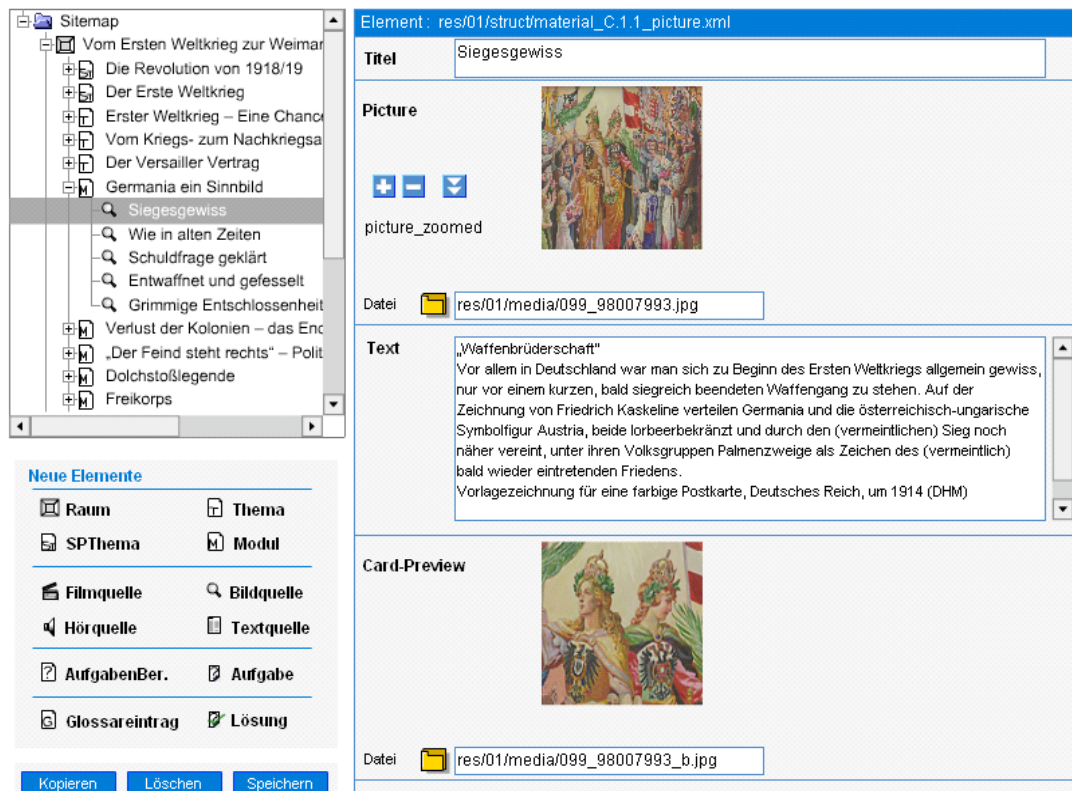 Sitemap
Vom Ersten Weltkrieg zur Weimar
Die Revolution von 1918/19
Der Erste Weltkrieg
Erster Weltkrieg – Eine Chance
Vom Kriegs- zum Nachkriegsa
Der Versailler Vertrag
Germania ein Sinnbild
Siegesgewiss
Wie in alten Zeiten
Schuldfrage geklärt
Entwaffnet und gefesselt
Grimmige Entschlossenheit
Verlust der Kolonien – das End
„Der Feind steht rechts“ – Polit
Dolchstoßlegende
Freikorps
Neue Elemente
Raum
Thema
SPThema
Modul
Filmquelle
Bildquelle
Hörquelle
Textquelle
AufgabenBer.
Aufgabe
Glossareintrag
Lösung
Kopieren
Löschen
Speichern
Element : res/01/struct/material_C.1.1_picture.xml
Titel
Siegesgewiss
Picture
picture_zoomed
Datei
res/01/media/099_98007993.jpg
Text
„Waffenbrüderschaft"
Vor allem in Deutschland war man sich zu Beginn des Ersten Weltkriegs allgemein gewiss,
nur vor einem kurzen, bald siegreich beendeten Waffengang zu stehen. Auf der
Zeichnung von Friedrich Kaskeline verteilen Germania und die österreichisch-ungarische
Symbolfigur Austria, beide lorbeerbekränzt und durch den (vermeintlichen) Sieg noch
näher vereint, unter ihren Volksgruppen Palmenzweige als Zeichen des (vermeintlich)
bald wieder eintretenden Friedens.
Vorlagezeichnung für eine farbige Postkarte, Deutsches Reich, um 1914 (DHM)
Card-Preview
Datei
res/01/media/099_98007993_b.jpg